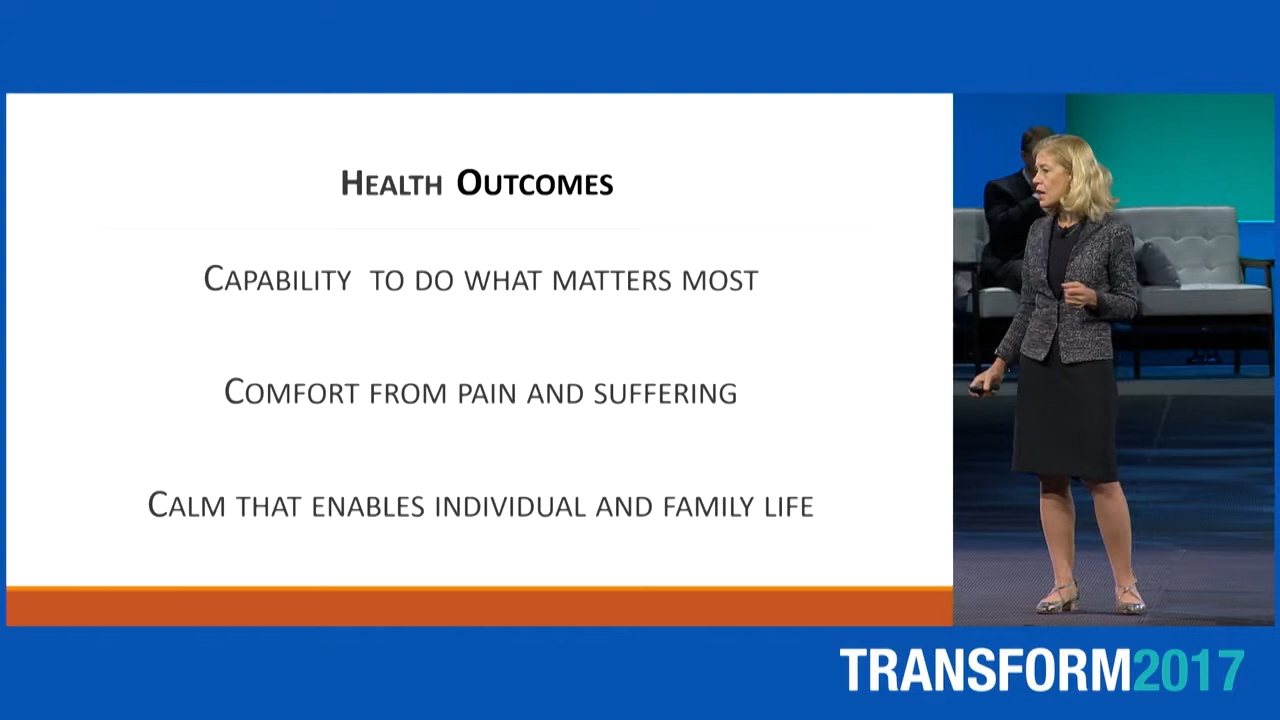 Health Outcomes
Capability to do what matters most
Comfort from pain and suffering
Calm that enables individual and family life
TRANSFORM2017